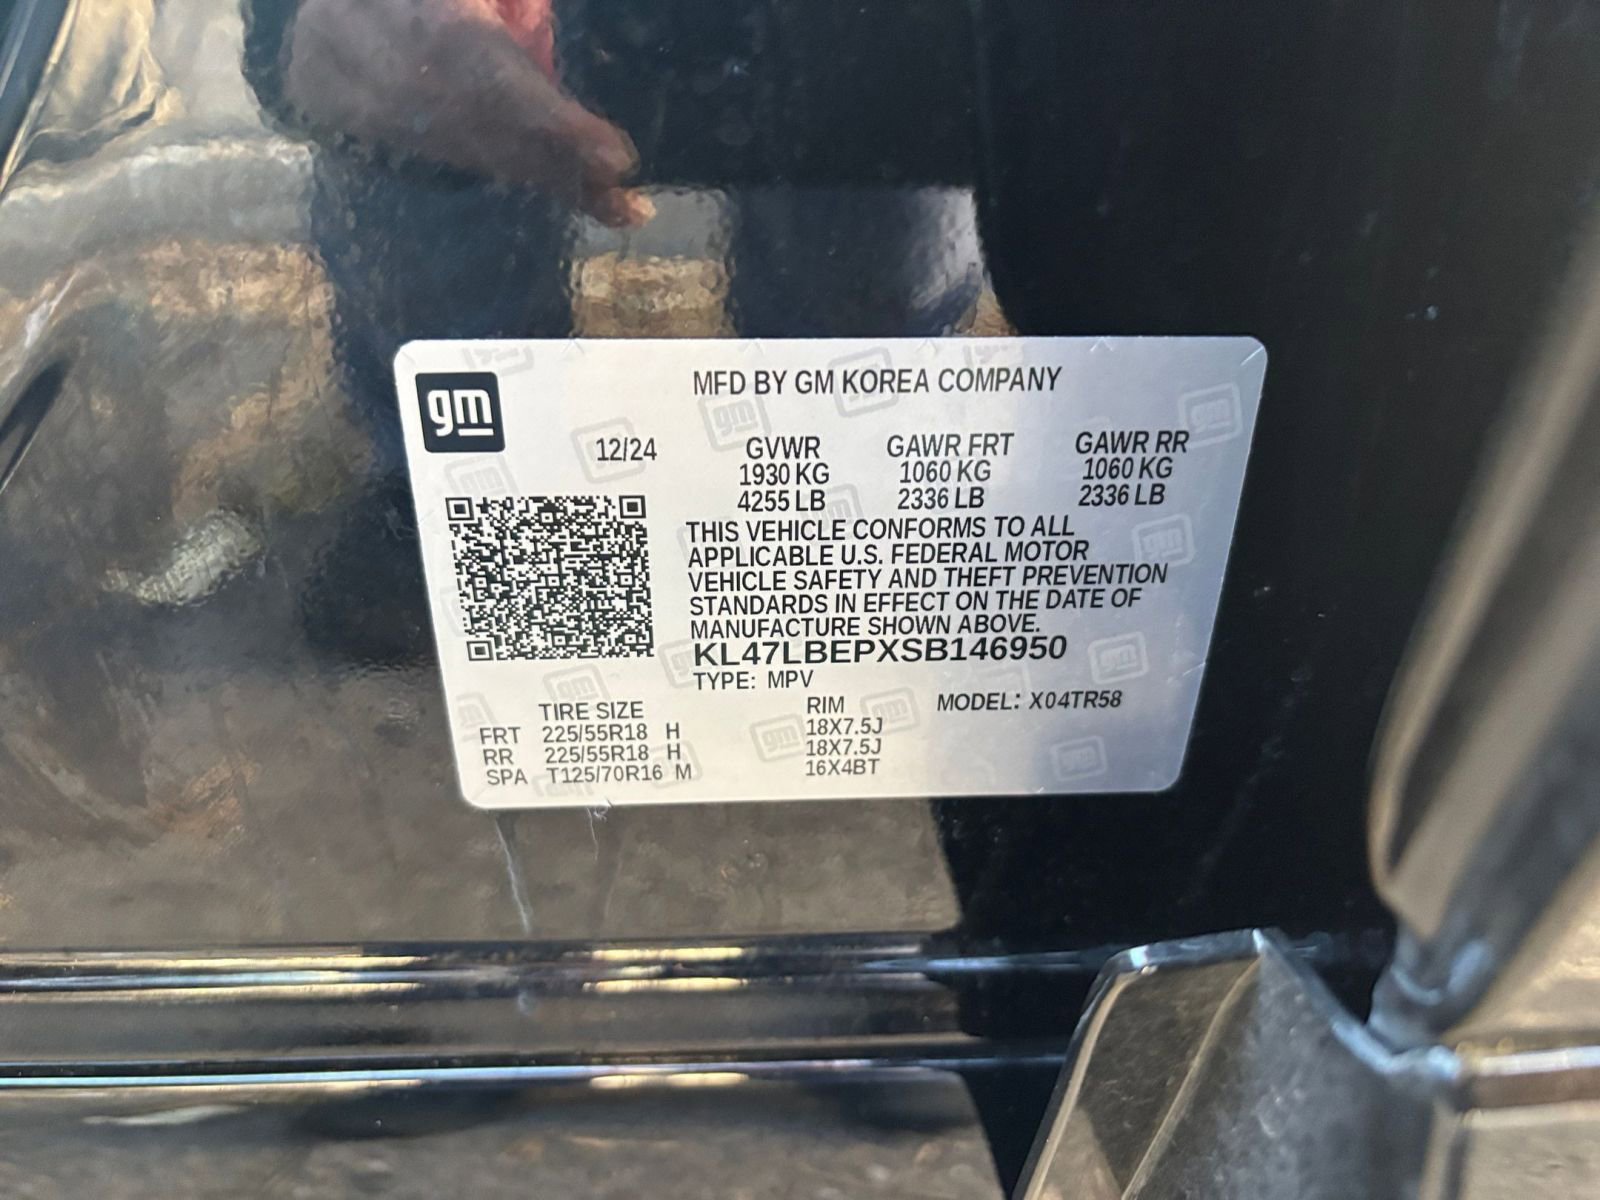 gm
MFD BY GM KOREA COMPANY
12/24 GVWR GAWR FRT GAWR RR
1930 KG 1060 KG 1060 KG
4255 LB 2336 LB 2336 LB
THIS VEHICLE CONFORMS TO ALL
APPLICABLE U.S. FEDERAL MOTOR
VEHICLE SAFETY AND THEFT PREVENTION
STANDARDS IN EFFECT ON THE DATE OF
MANUFACTURE SHOWN ABOVE.
KL47LBEPXSB146950
TYPE: MPV
TIRE SIZE RIM MODEL: X04TR58
FRT 225/55R18 H 18X7.5J
RR 225/55R18 H 18X7.5J
SPA T125/70R16 M 16X4BT